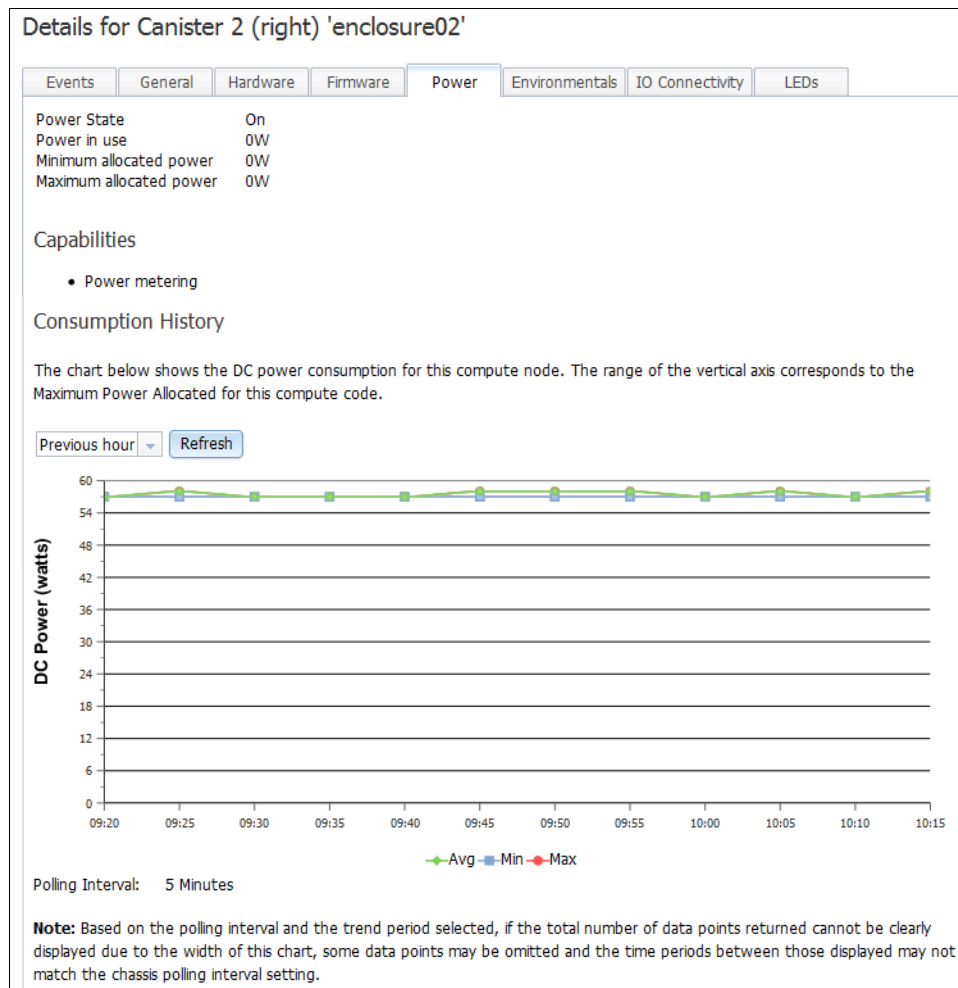 Details for Canister 2 (right) 'enclosure02'
Events General Hardware Firmware Power Environmentals IO Connectivity LEDs
Power State On
Power in use 0W
Minimum allocated power 0W
Maximum allocated power 0W
Capabilities
• Power metering
Consumption History
The chart below shows the DC power consumption for this compute node. The range of the vertical axis corresponds to the
Maximum Power Allocated for this compute code.
Previous hour Refresh
DC Power (watts)
60
54
48
42
36
30
24
18
12
6
0
09:20 09:25 09:30 09:35 09:40 09:45 09:50 09:55 10:00 10:05 10:10 10:15
Avg Min Max
Polling Interval: 5 Minutes
Note: Based on the polling interval and the trend period selected, if the total number of data points returned cannot be clearly
displayed due to the width of this chart, some data points may be omitted and the time periods between those displayed may not
match the chassis polling interval setting.